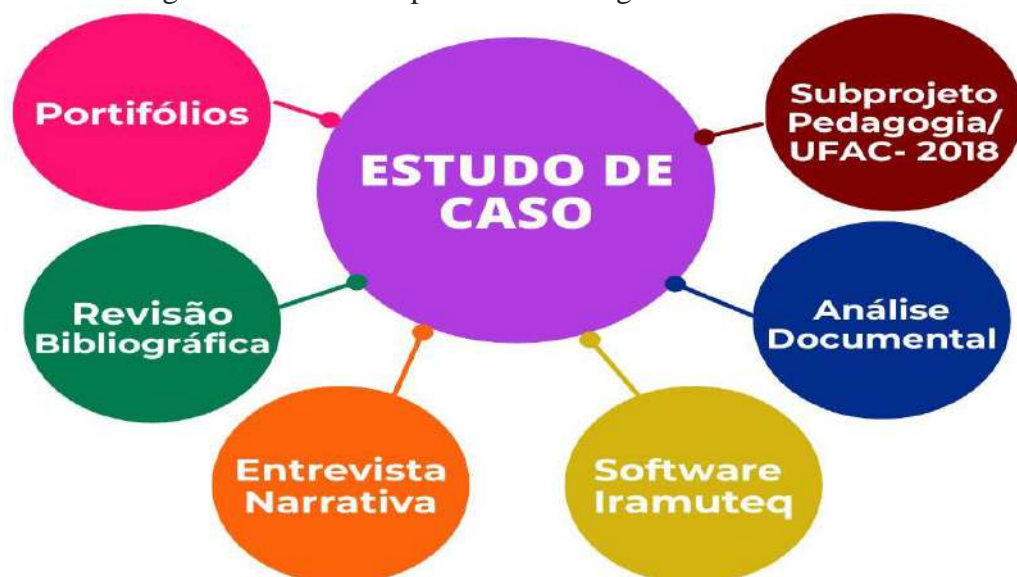 Portifólios
ESTUDO DE
CASO
Subprojeto
Pedagogia/
UFAC- 2018
Revisão
Bibliográfica
Análise
Documental
Entrevista
Narrativa
Software
Iramuteq